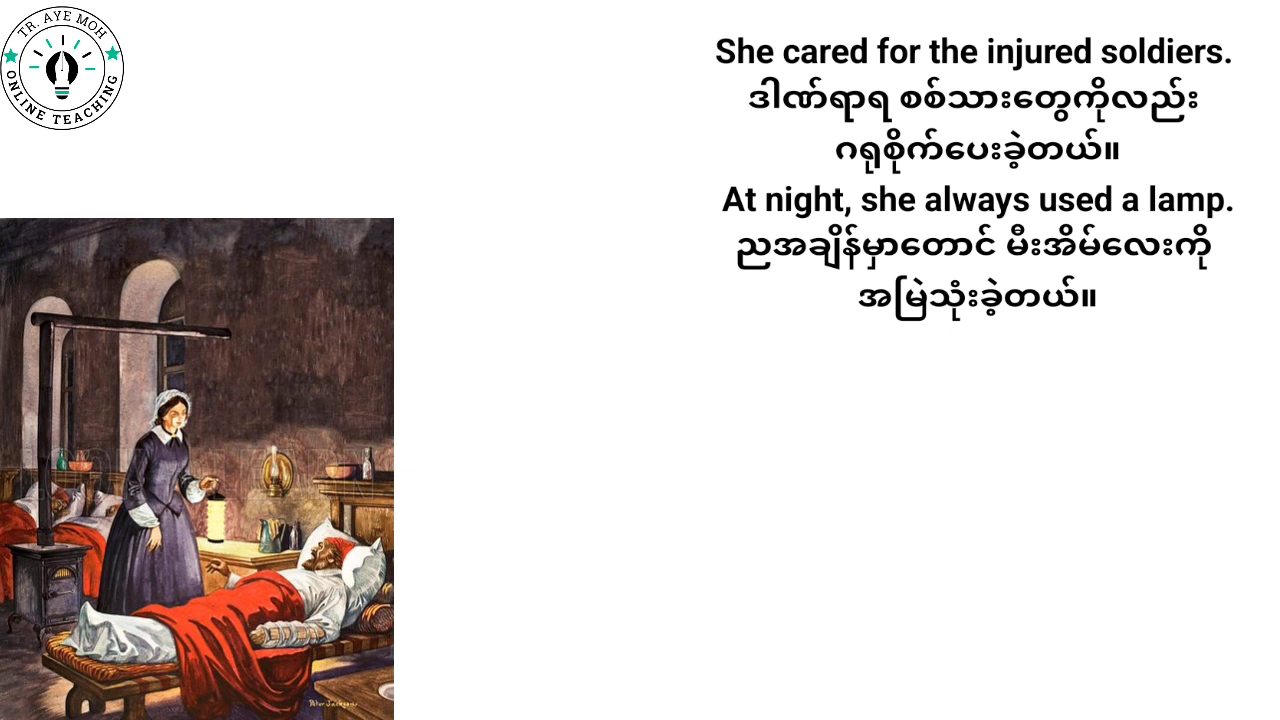 TR. AYE MOH
ONLINE TEACHING
She cared for the injured soldiers.
ဒါဏ်ရာရ စစ်သားတွေကိုလည်း
ဂရုစိုက်ပေးခဲ့တယ်။
At night, she always used a lamp.
ညအချိန်မှာတောင် မီးအိမ်လေးကို
အမြဲသုံးခဲ့တယ်။
Peter Jackson